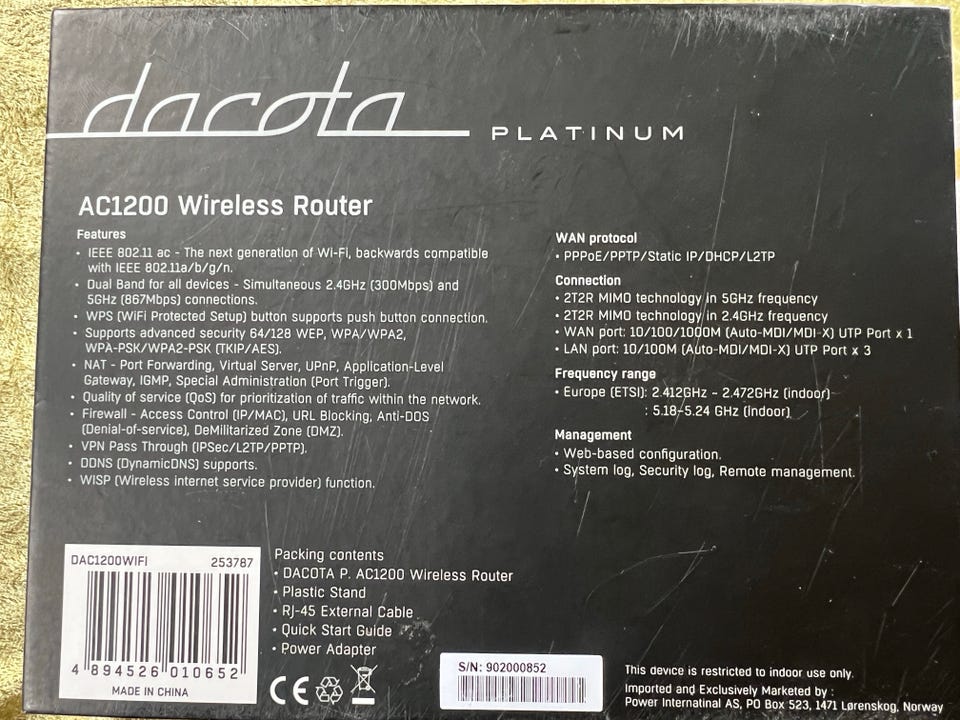 dacota PLATINUM
AC1200 Wireless Router
Features
• IEEE 802.11 ac - The next generation of Wi-Fi, backwards compatible
with IEEE 802.11a/b/g/n.
• Dual Band for all devices - Simultaneous 2.4GHz (300Mbps) and
5GHz (867Mbps) connections.
• WPS (WiFi Protected Setup) button supports push button connection.
• Supports advanced security 64/128 WEP, WPA/WPA2,
WPA-PSK/WPA2-PSK (TKIP/AES).
• NAT - Port Forwarding, Virtual Server, UPnP, Application-Level
Gateway, IGMP, Special Administration (Port Trigger).
• Quality of service (QoS) for prioritization of traffic within the network.
• Firewall - Access Control (IP/MAC), URL Blocking, Anti-DOS
(Denial-of-service), DeMilitarized Zone (DMZ).
• VPN Pass Through (IPSec/L2TP/PPTP).
• DDNS (DynamicDNS) supports.
• WISP (Wireless internet service provider) function.
WAN protocol
• PPPoE/PPTP/Static IP/DHCP/L2TP
Connection
• 2T2R MIMO technology in 5GHz frequency
• 2T2R MIMO technology in 2.4GHz frequency
• WAN port: 10/100/1000M (Auto-MDI/MDI-X) UTP Port x 1
• LAN port: 10/100M (Auto-MDI/MDI-X) UTP Port x 3
Frequency range
• Europe (ETSI): 2.412GHz - 2.472GHz (indoor)
: 5.18-5.24 GHz (Indoor)
Management
• Web-based configuration.
• System log, Security log, Remote management.
DAC1200WIFI 253787
4 894526 010652
MADE IN CHINA
Packing contents
• DACOTA P. AC1200 Wireless Router
• Plastic Stand
• RJ-45 External Cable
• Quick Start Guide
• Power Adapter
CE
S/N: 902000852
This device is restricted to indoor use only.
Imported and Exclusively Marketed by :
Power Internatinal AS, PO Box 523, 1471 Lørenskog, Norway